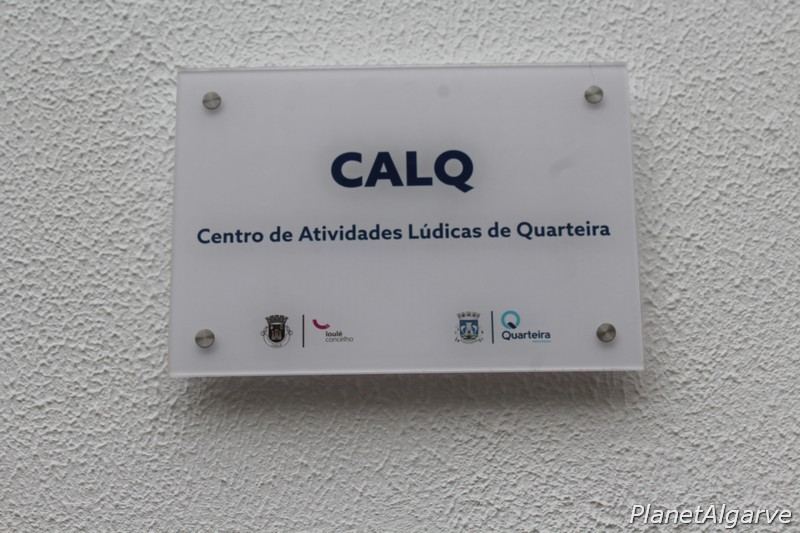 CALQ
Centro de Atividades Lúdicas de Quarteira
loulé
concelho
Quarteira
PlanetAlgarve